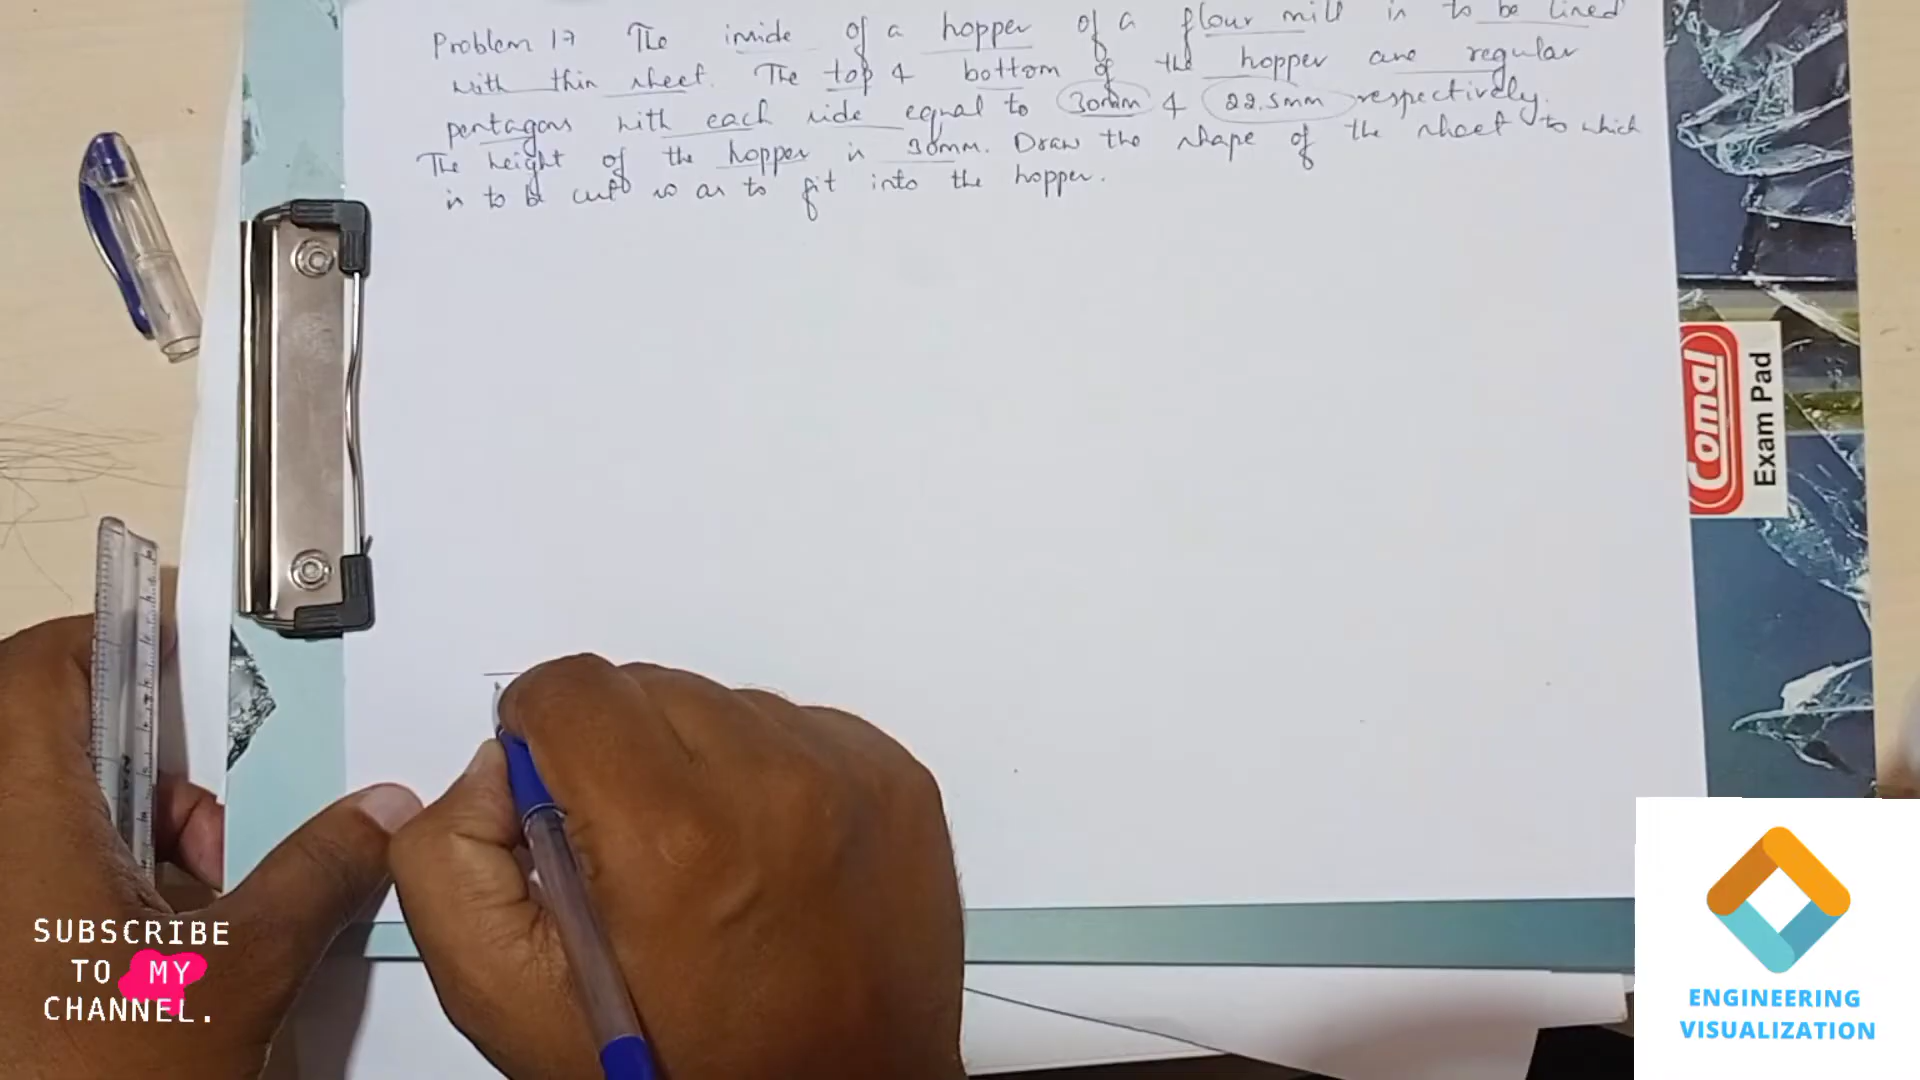 Problem 17 The inside of a hopper of a flour mill is to be lined
with thin sheet. The top & bottom of the hopper are regular
pentagons with each side equal to 30mm & 22.5mm respectively.
The height of the hopper is 30mm. Draw the shape of the sheet to which
is to be cut so as to fit into the hopper.
Comal
Exam Pad
SUBSCRIBE
TO MY
CHANNEL.
ENGINEERING
VISUALIZATION